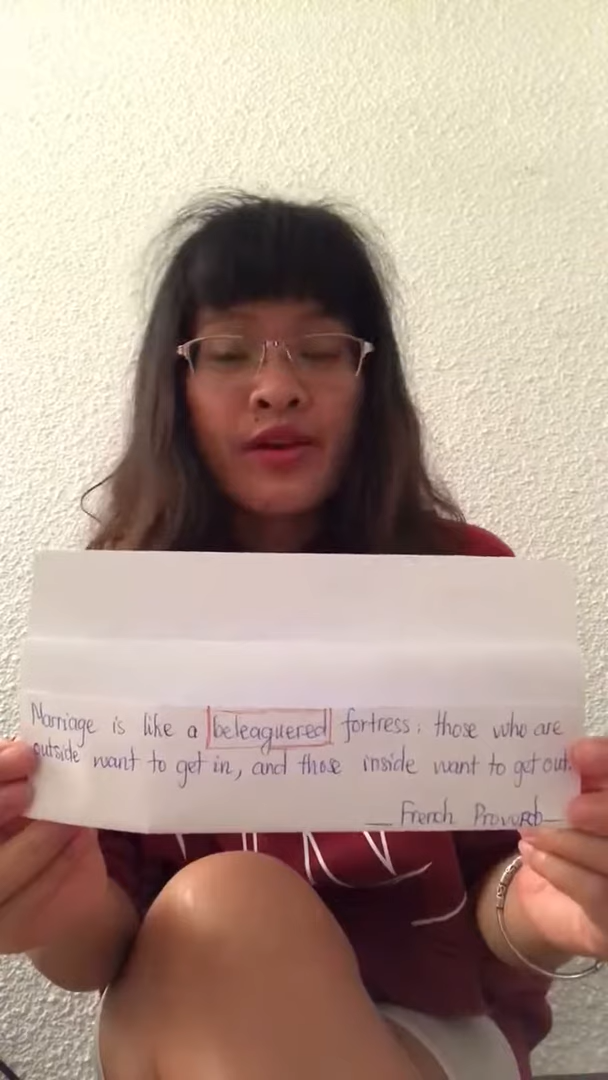 Marriage is like a beleaguered fortress: those who are
outside want to get in, and those inside want to get out.
— French Proverb —